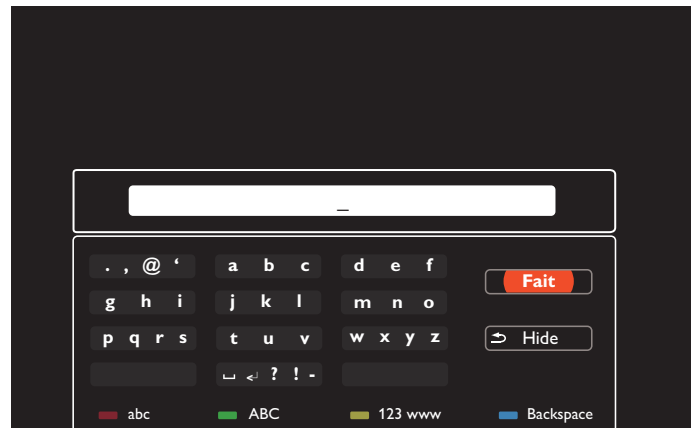 _
. , @ ‘ a b c d e f
Fait
g h i j k l m n o
p q r s t u v w x y z
Hide
␣ ↵ ? ! -
abc ABC 123 www Backspace